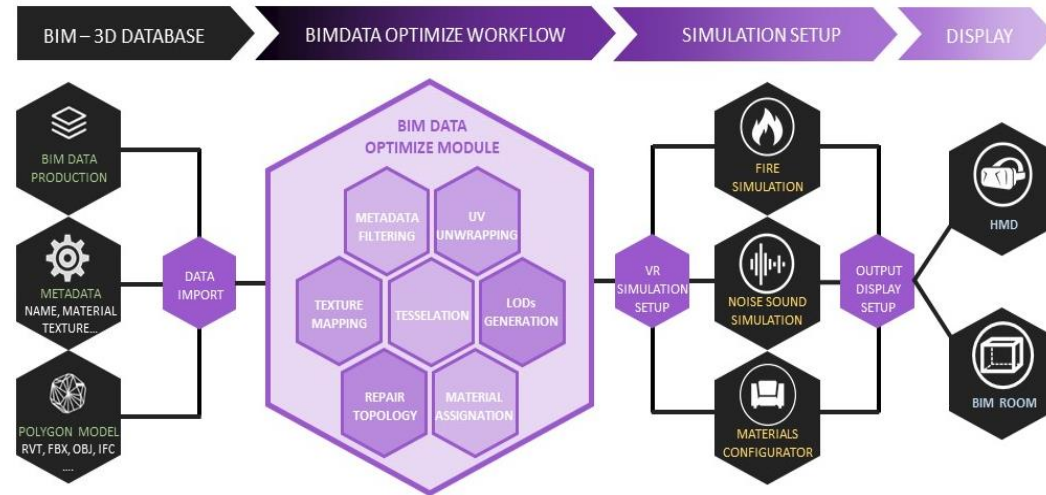 BIM – 3D DATABASE
BIMDATA OPTIMIZE WORKFLOW
SIMULATION SETUP
DISPLAY
BIM DATA
PRODUCTION
METADATA
NAME, MATERIAL
TEXTURE...
POLYGON MODEL
RVT, FBX, OBJ, IFC
....
DATA
IMPORT
BIM DATA
OPTIMIZE MODULE
METADATA
FILTERING
UV
UNWRAPPING
TEXTURE
MAPPING
TESSELATION
LODs
GENERATION
REPAIR
TOPOLOGY
MATERIAL
ASSIGNATION
VR
SIMULATION
SETUP
FIRE
SIMULATION
NOISE SOUND
SIMULATION
MATERIALS
CONFIGURATOR
OUTPUT
DISPLAY
SETUP
HMD
BIM ROOM